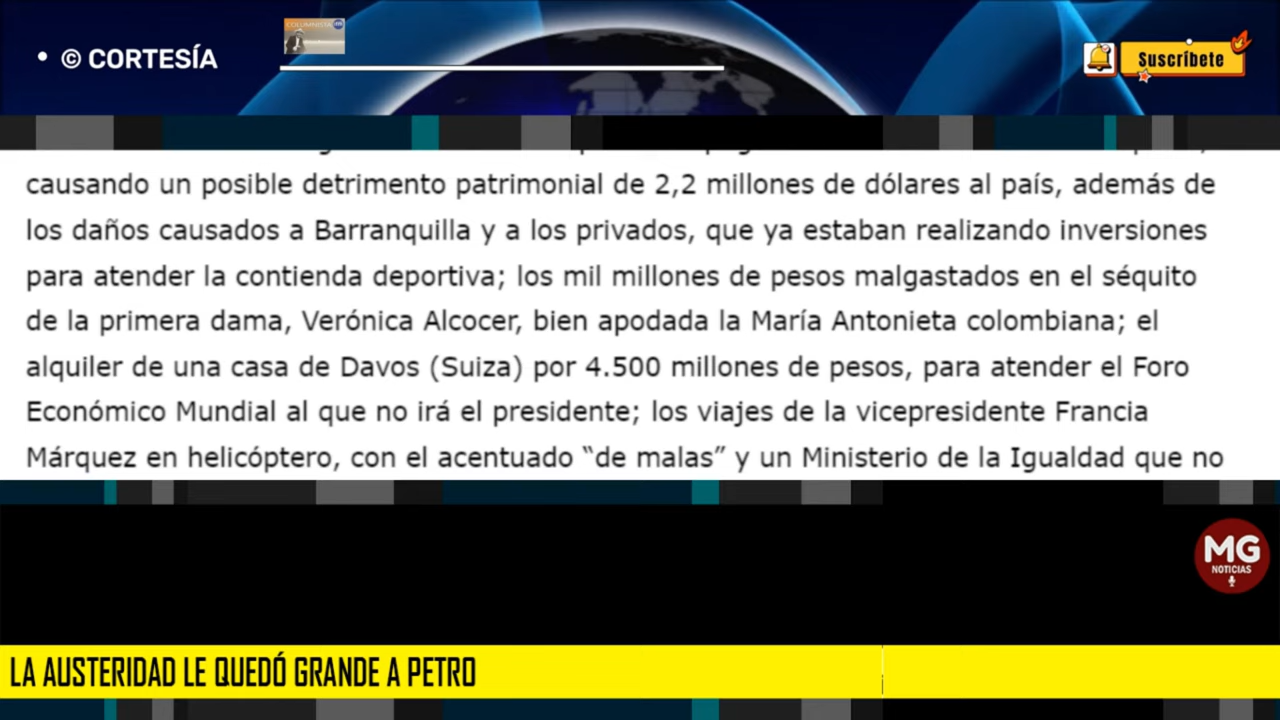 • © CORTESÍA
Suscríbete
causando un posible detrimento patrimonial de 2,2 millones de dólares al país, además de
los daños causados a Barranquilla y a los privados, que ya estaban realizando inversiones
para atender la contienda deportiva; los mil millones de pesos malgastados en el séquito
de la primera dama, Verónica Alcocer, bien apodada la María Antonieta colombiana; el
alquiler de una casa de Davos (Suiza) por 4.500 millones de pesos, para atender el Foro
Económico Mundial al que no irá el presidente; los viajes de la vicepresidente Francia
Márquez en helicóptero, con el acentuado “de malas” y un Ministerio de la Igualdad que no
MG
NOTICIAS
LA AUSTERIDAD LE QUEDÓ GRANDE A PETRO